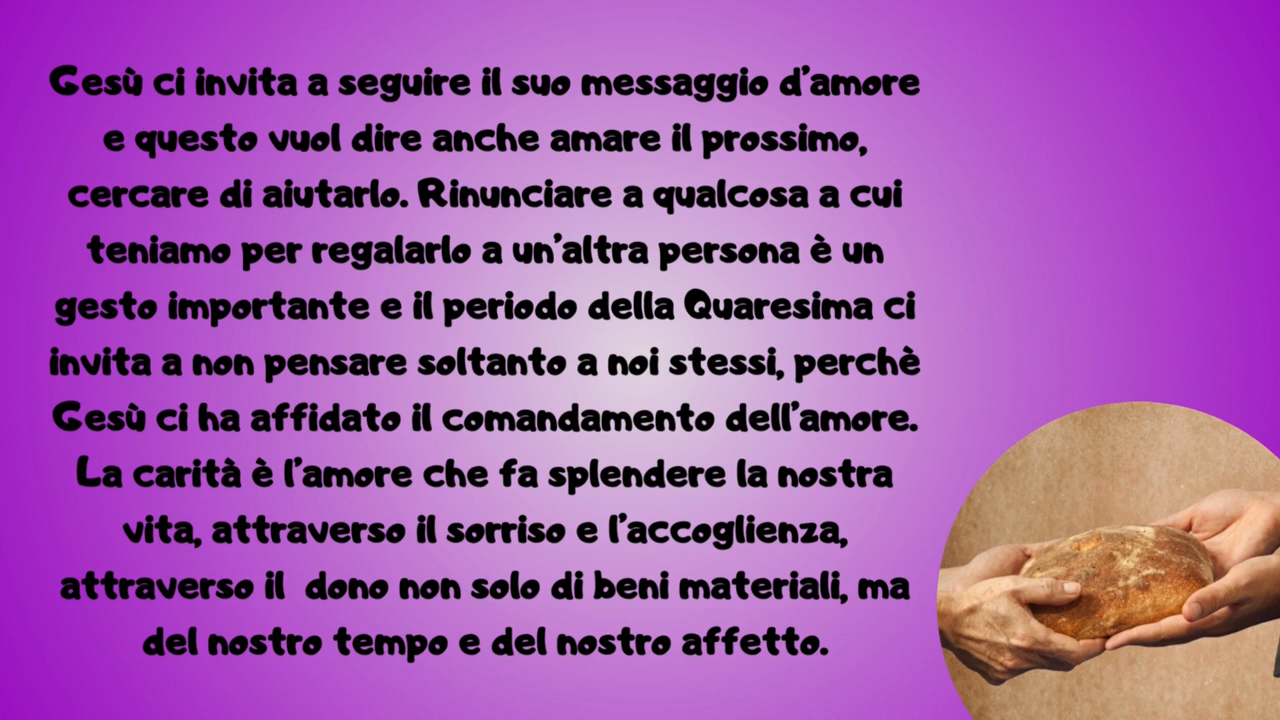 Gesù ci invita a seguire il suo messaggio d'amore
e questo vuol dire anche amare il prossimo,
cercare di aiutarlo. Rinunciare a qualcosa a cui
teniamo per regalarlo a un'altra persona è un
gesto importante e il periodo della Quaresima ci
invita a non pensare soltanto a noi stessi, perchè
Gesù ci ha affidato il comandamento dell'amore.
La carità è l'amore che fa splendere la nostra
vita, attraverso il sorriso e l'accoglienza,
attraverso il  dono non solo di beni materiali, ma
del nostro tempo e del nostro affetto.